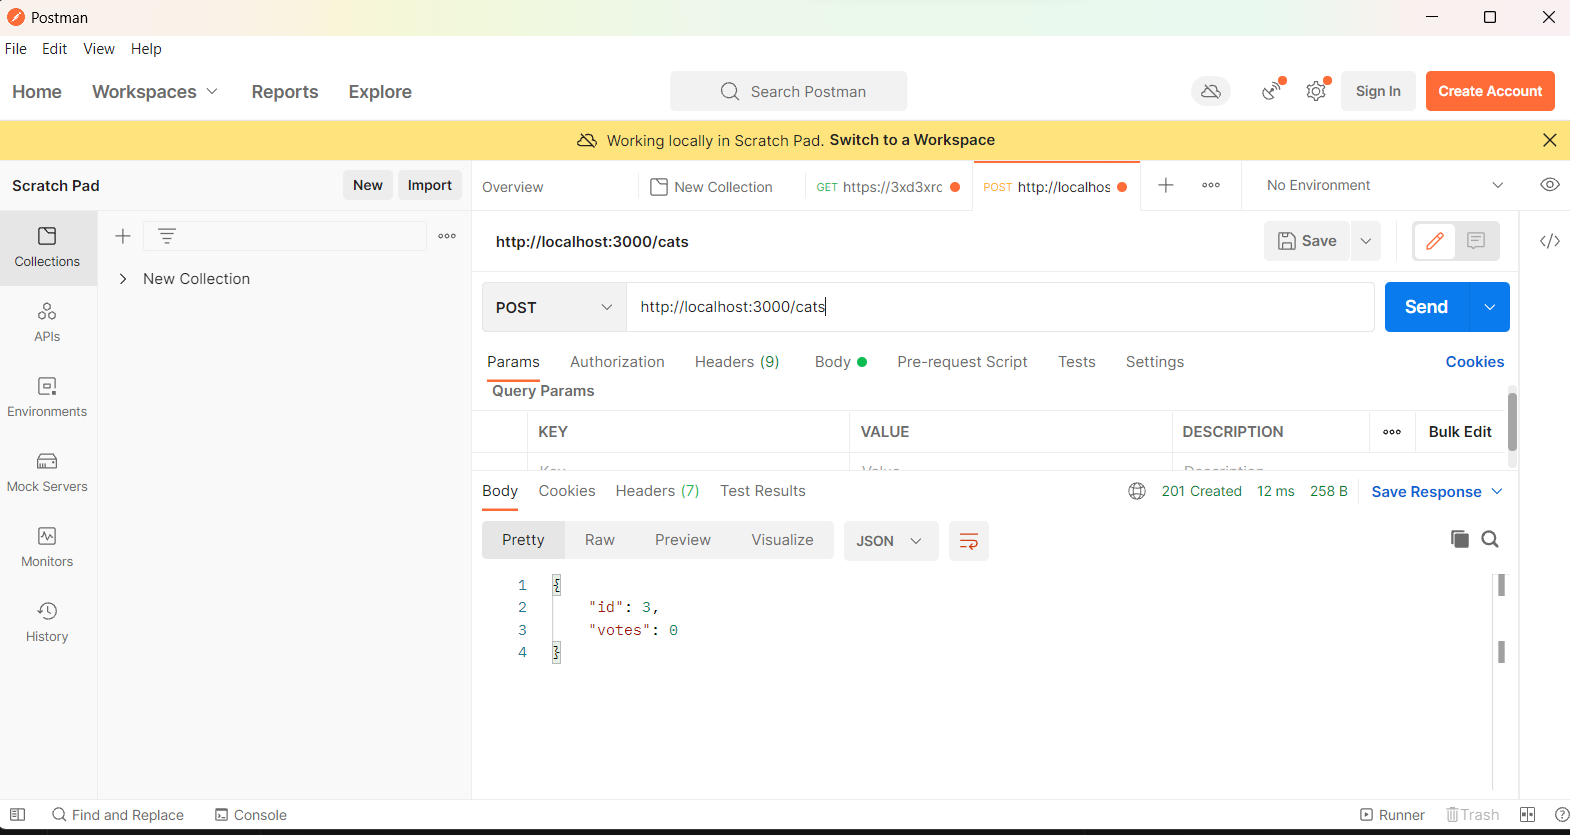 Postman
File Edit View Help
Home Workspaces Reports Explore Search Postman Sign In Create Account
Working locally in Scratch Pad. Switch to a Workspace
Scratch Pad New Import
Overview New Collection GET https://3xd3xrc POST http://localhos No Environment
Collections
New Collection
APIs
Environments
Mock Servers
Monitors
History
http://localhost:3000/cats Save
POST http://localhost:3000/cats Send
Params Authorization Headers (9) Body Pre-request Script Tests Settings Cookies
Query Params
KEY VALUE DESCRIPTION Bulk Edit
Key Value Description
Body Cookies Headers (7) Test Results 201 Created 12 ms 258 B Save Response
Pretty Raw Preview Visualize JSON
1 {
2 "id": 3,
3 "votes": 0
4 }
Find and Replace Console Runner Trash